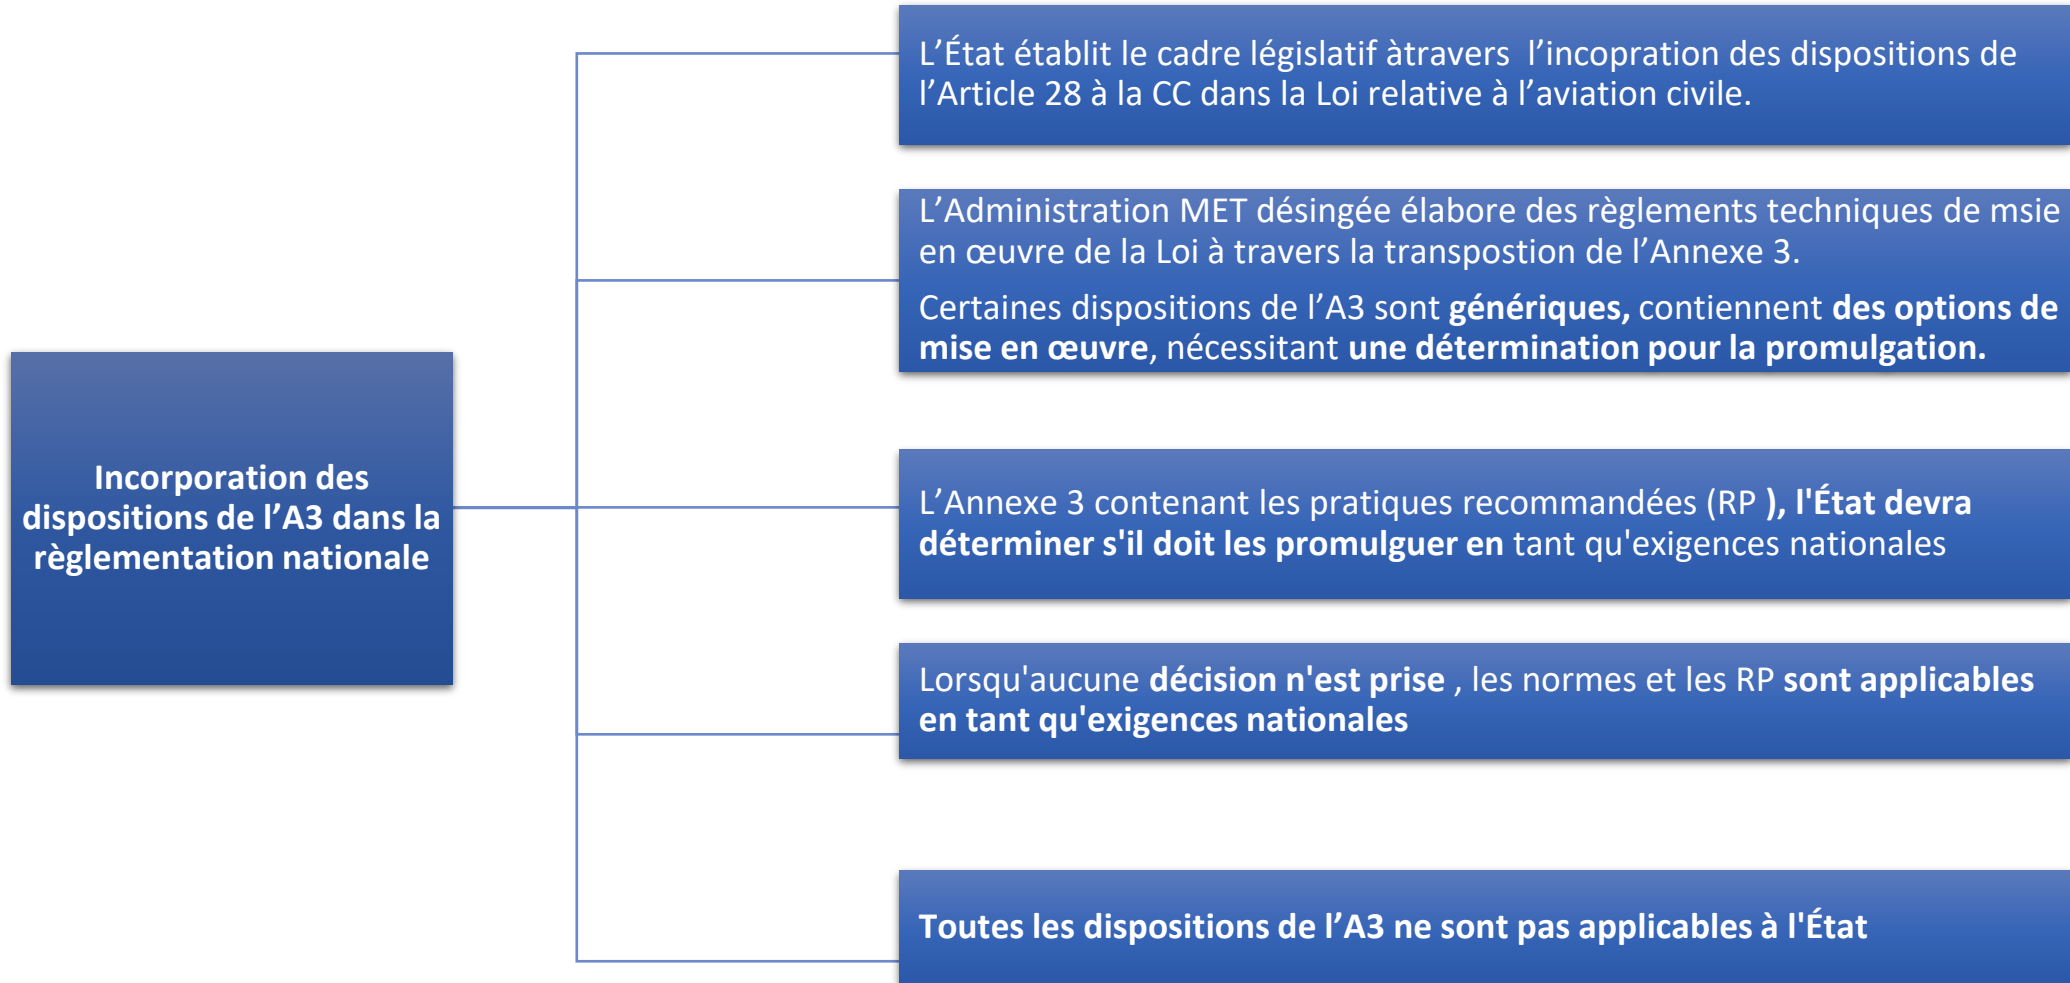 L’État établit le cadre législatif àtravers l’incopration des dispositions de
l’Article 28 à la CC dans la Loi relative à l’aviation civile.
L’Administration MET désingée élabore des règlements techniques de msie
en œuvre de la Loi à travers la transpostion de l’Annexe 3.
Certaines dispositions de l’A3 sont génériques, contiennent des options de
mise en œuvre, nécessitant une détermination pour la promulgation.
Incorporation des
dispositions de l’A3 dans la
règlementation nationale
L’Annexe 3 contenant les pratiques recommandées (RP ), l'État devra
déterminer s'il doit les promulguer en tant qu'exigences nationales
Lorsqu'aucune décision n'est prise , les normes et les RP sont applicables
en tant qu'exigences nationales
Toutes les dispositions de l’A3 ne sont pas applicables à l'État